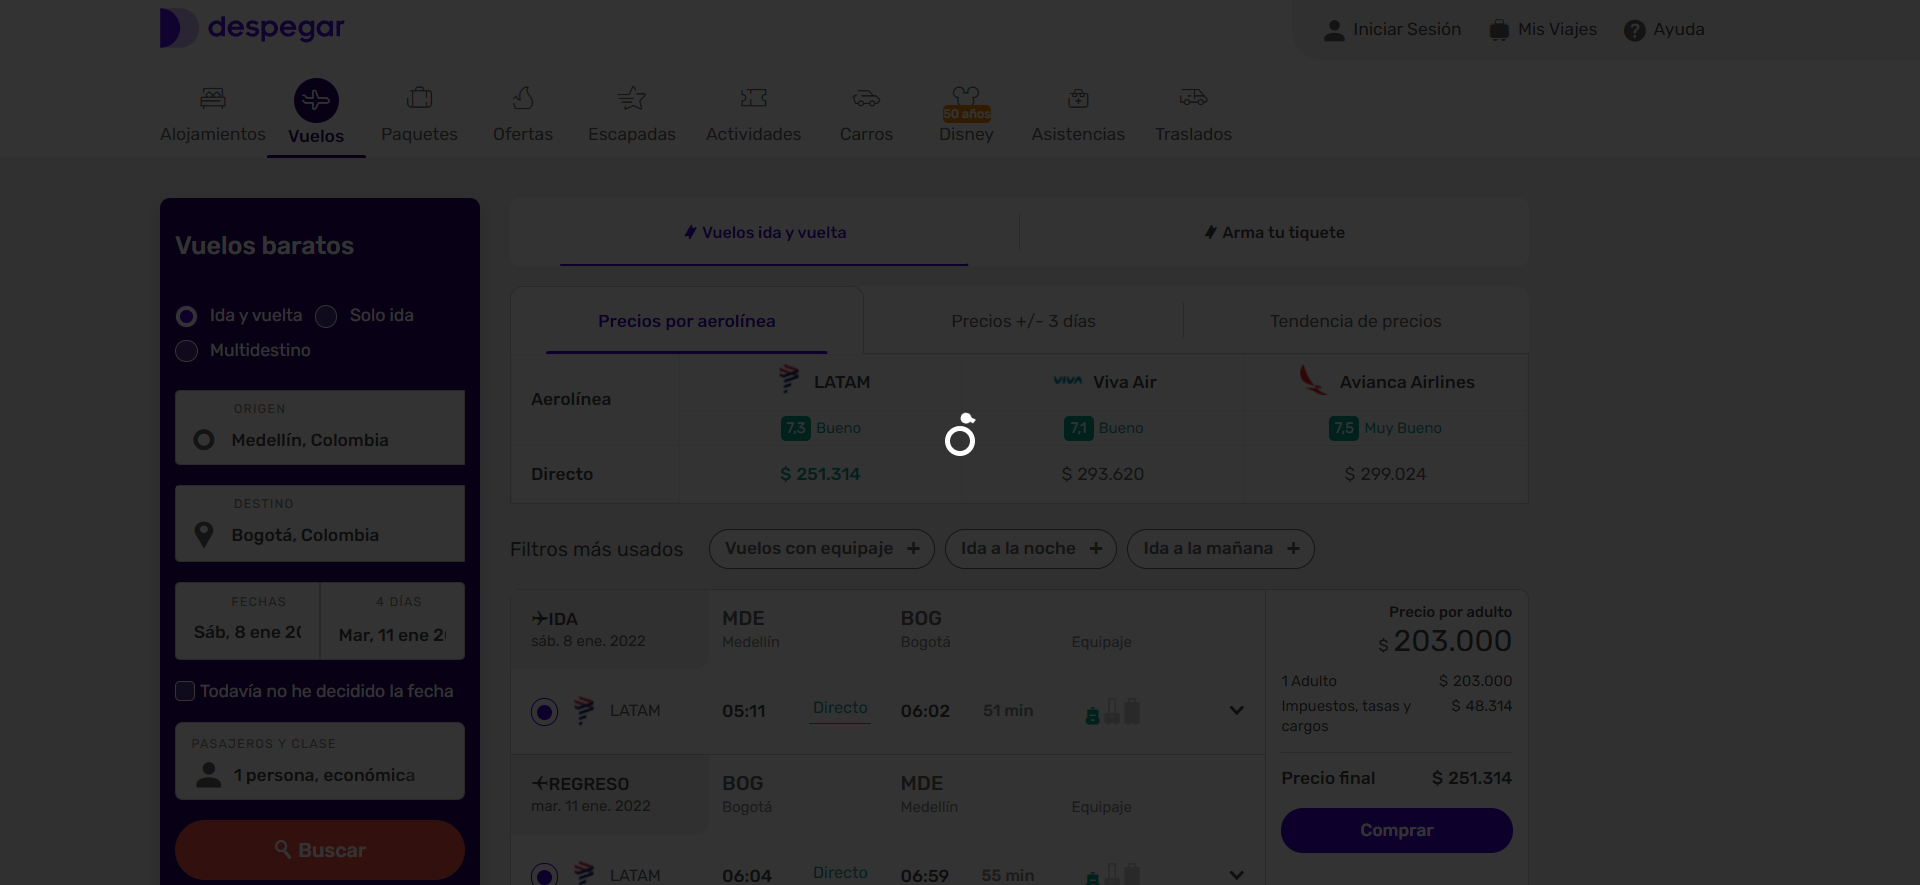 despegar
Iniciar Sesión
Mis Viajes
Ayuda
Alojamientos
Vuelos
Paquetes
Ofertas
Escapadas
Actividades
Carros
50 años
Disney
Asistencias
Traslados
Vuelos baratos
Ida y vuelta
Solo ida
Multidestino
ORIGEN
Medellín, Colombia
DESTINO
Bogotá, Colombia
FECHAS
4 DÍAS
Sáb, 8 ene 20
Mar, 11 ene 2
Todavía no he decidido la fecha
PASAJEROS Y CLASE
1 persona, económica
Buscar
Vuelos ida y vuelta
Arma tu tiquete
Precios por aerolínea
Precios +/- 3 días
Tendencia de precios
Aerolínea
LATAM
VIVA Viva Air
Avianca Airlines
7,3 Bueno
7,1 Bueno
7,5 Muy Bueno
Directo
$ 251.314
$ 293.620
$ 299.024
Filtros más usados
Vuelos con equipaje +
Ida a la noche +
Ida a la mañana +
IDA
MDE
BOG
sáb. 8 ene. 2022
Medellín
Bogotá
Equipaje
LATAM
05:11
Directo
06:02
51 min
REGRESO
BOG
MDE
mar. 11 ene. 2022
Bogotá
Medellín
Equipaje
LATAM
06:04
Directo
06:59
55 min
Precio por adulto
$ 203.000
1 Adulto
$ 203.000
Impuestos, tasas y
cargos
$ 48.314
Precio final
$ 251.314
Comprar